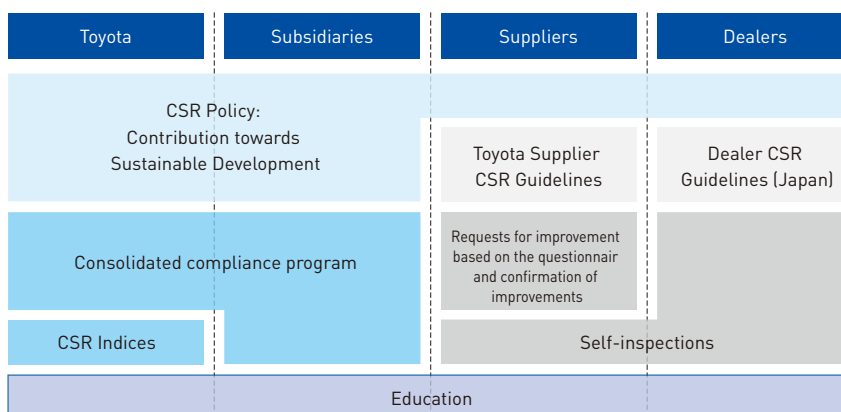 Toyota
Subsidiaries
Suppliers
Dealers
CSR Policy:
Contribution towards
Sustainable Development
Toyota Supplier
CSR Guidelines
Dealer CSR
Guidelines (Japan)
Consolidated compliance program
Requests for improvement
based on the questionnair
and confirmation of
improvements
CSR Indices
Self-inspections
Education